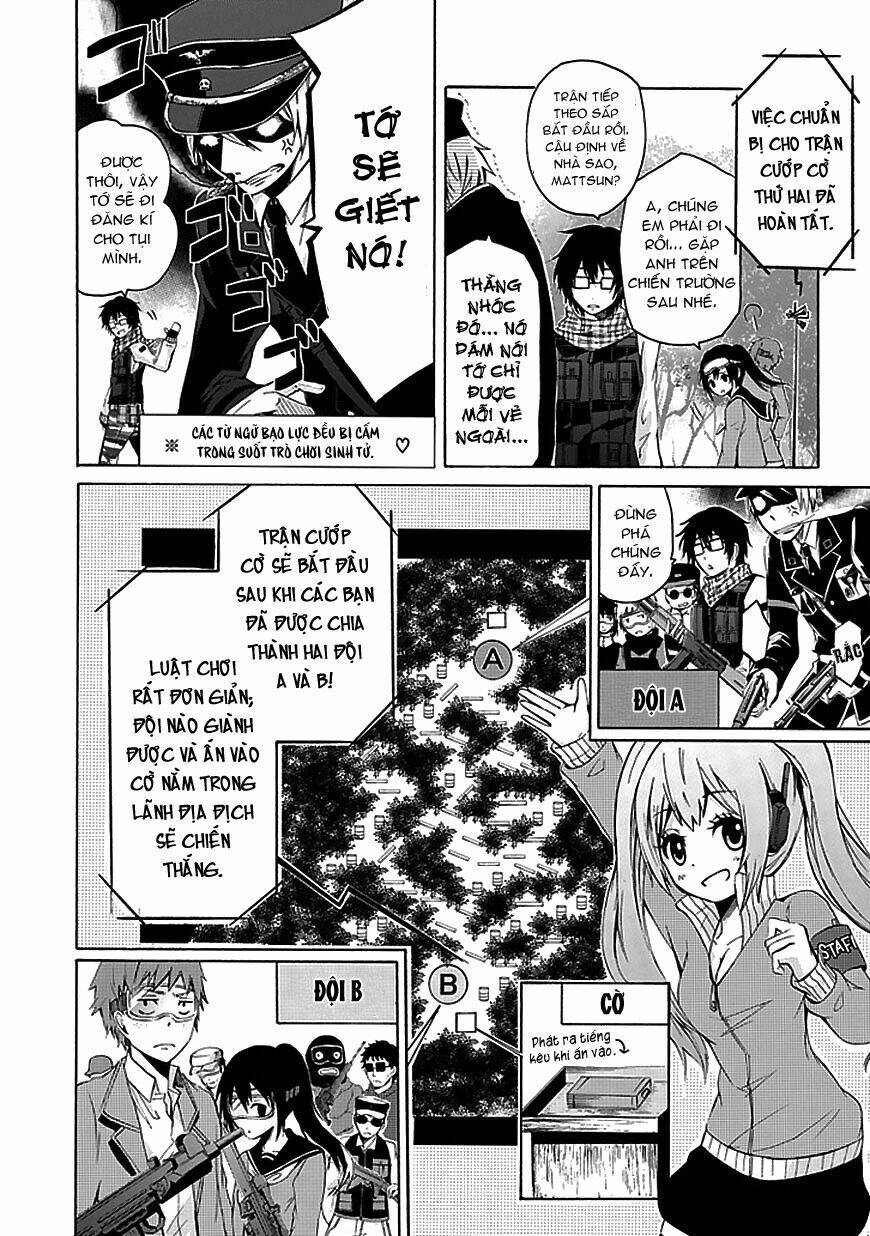 VIỆC CHUẨN
BỊ CHO TRẬN
CƯỚP CỜ
THỨ HAI ĐÃ
HOÀN TẤT.
TRẬN TIẾP
THEO SẮP
BẮT ĐẦU RỒI.
CẬU ĐỊNH VỀ
NHÀ SAO,
MATTSUN?
A, CHÚNG
EM PHẢI ĐI
RỒI... GẶP
ANH TRÊN
CHIẾN TRƯỜNG
SAU NHÉ.
THẰNG
NHÓC
ĐÓ... NÓ
DÁM NÓI
TỚ CHỈ
ĐƯỢC
MỖI VẺ
NGOÀI...
TỚ
SẼ
GIẾT
NÓ!
ゴゴゴゴ
ĐƯỢC
THÔI, VẬY
TỚ SẼ ĐI
ĐĂNG KÍ
CHO TỤI
MÌNH.
※ CÁC TỪ NGỮ BẠO LỰC ĐỀU BỊ CẤM
TRONG SUỐT TRÒ CHƠI SINH TỬ. ♡
ĐỪNG
PHÁ
CHÚNG
ĐẤY.
RẮC
ĐỘI A
TRẬN CƯỚP
CỜ SẼ BẮT ĐẦU
SAU KHI CÁC BẠN
ĐÃ ĐƯỢC CHIA
THÀNH HAI ĐỘI
A VÀ B!
LUẬT CHƠI
RẤT ĐƠN GIẢN;
ĐỘI NÀO GIÀNH
ĐƯỢC VÀ ẤN VÀO
CỜ NẰM TRONG
LÃNH ĐỊA ĐỊCH
SẼ CHIẾN
THẮNG.
A
STAF
B
ĐỘI B
CỜ
Phát ra tiếng
kêu khi ấn vào.